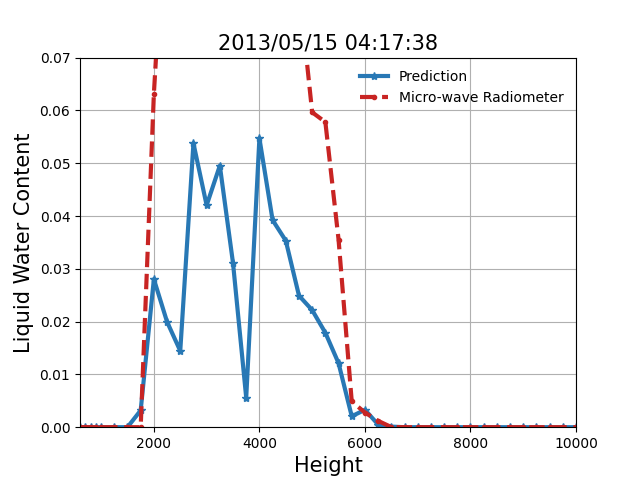 2013/05/15 04:17:38
Liquid Water Content
0.07
0.06
0.05
0.04
0.03
0.02
0.01
0.00
Prediction
Micro-wave Radiometer
2000 4000 6000 8000 10000
Height